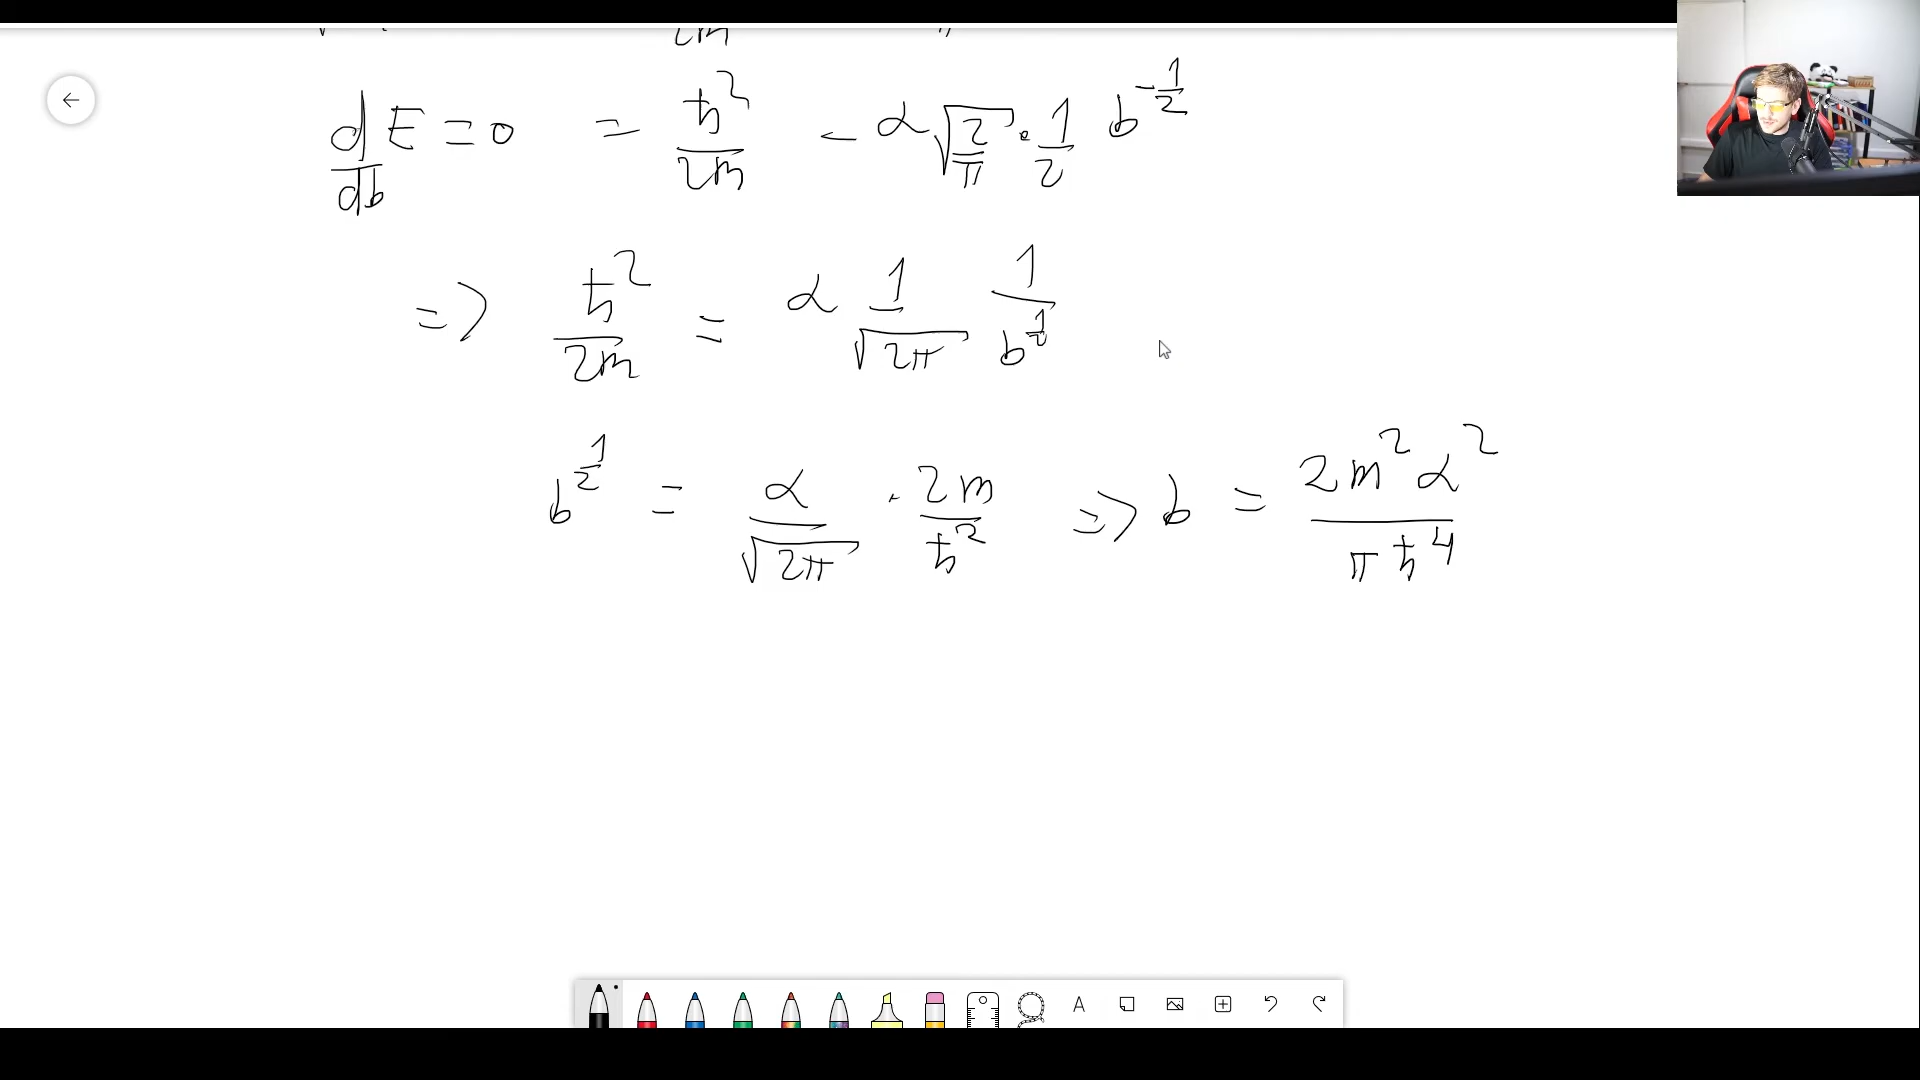 2m π
d/db E = 0 = ħ²/2m - α √(2/π) · 1/2 b^(-1/2)
=> ħ²/2m = α 1/√(2π) 1/b^(1/2)
b^(1/2) = α/√(2π) · 2m/ħ² => b = 2m²α²/πħ⁴
A